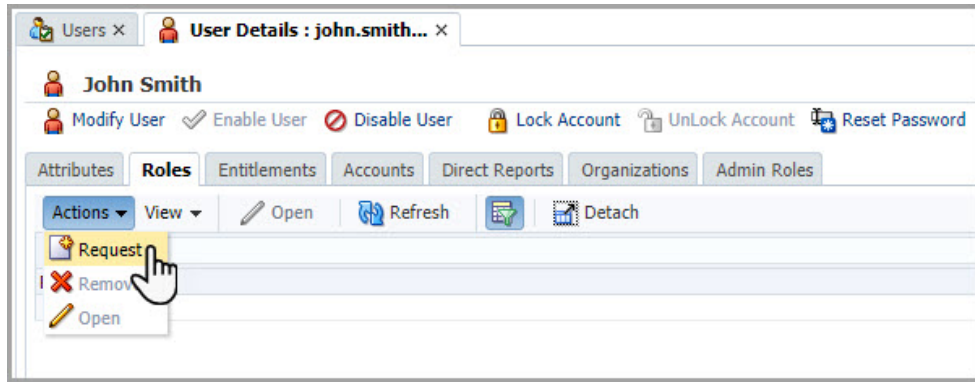 Users × User Details : john.smith... ×
John Smith
Modify User Enable User Disable User Lock Account UnLock Account Reset Password
Attributes Roles Entitlements Accounts Direct Reports Organizations Admin Roles
Actions View Open Refresh Detach
Request
Open